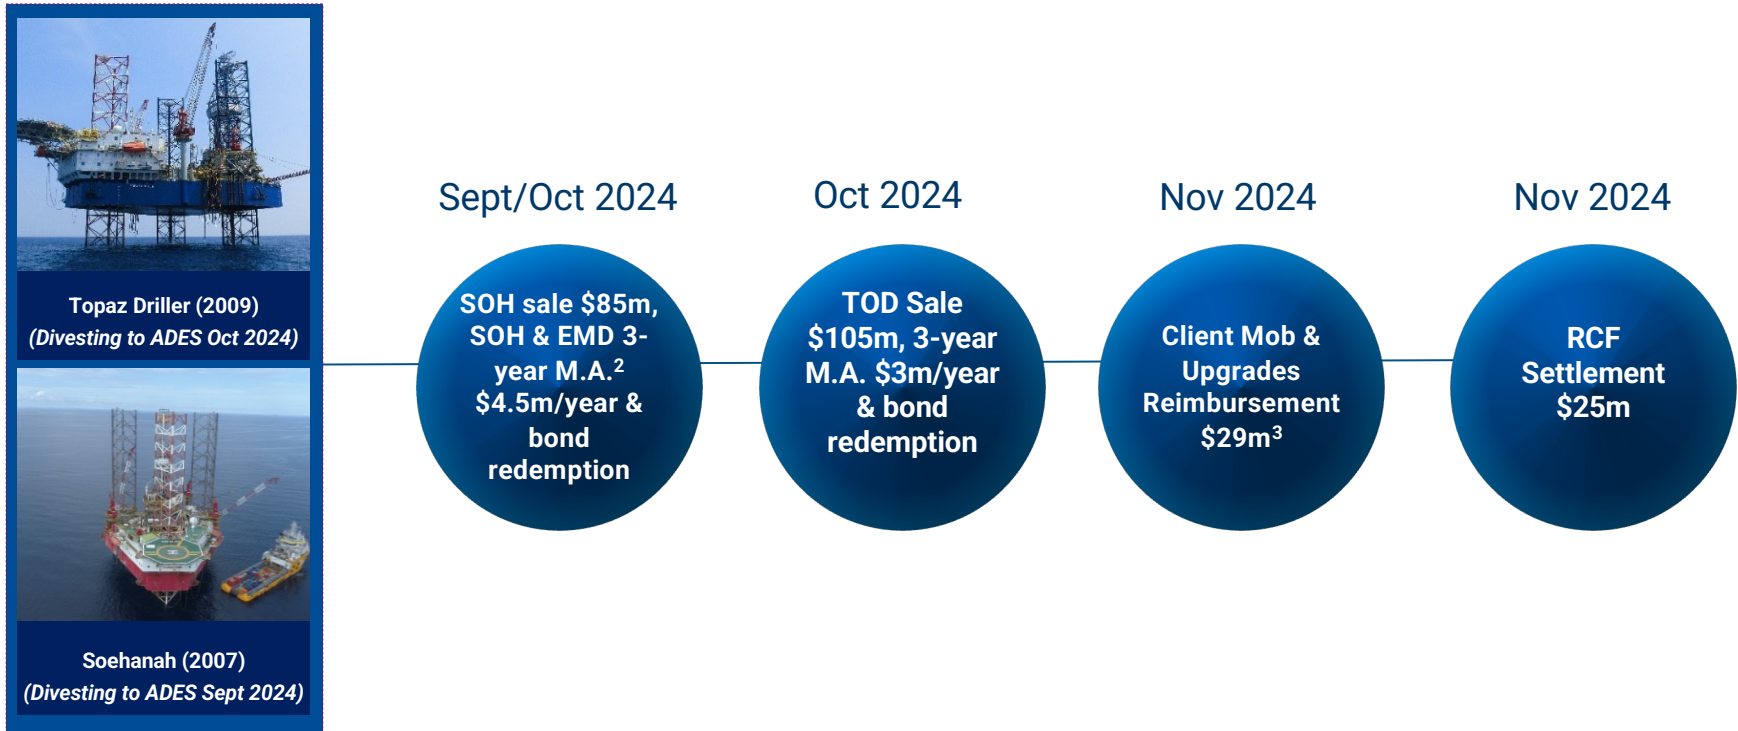 Topaz Driller (2009)
(Divesting to ADES Oct 2024)
Soehanah (2007)
(Divesting to ADES Sept 2024)
Sept/Oct 2024
SOH sale $85m,
SOH & EMD 3-
year M.A.²
$4.5m/year &
bond
redemption
Oct 2024
TOD Sale
$105m, 3-year
M.A. $3m/year
& bond
redemption
Nov 2024
Client Mob &
Upgrades
Reimbursement
$29m³
Nov 2024
RCF
Settlement
$25m